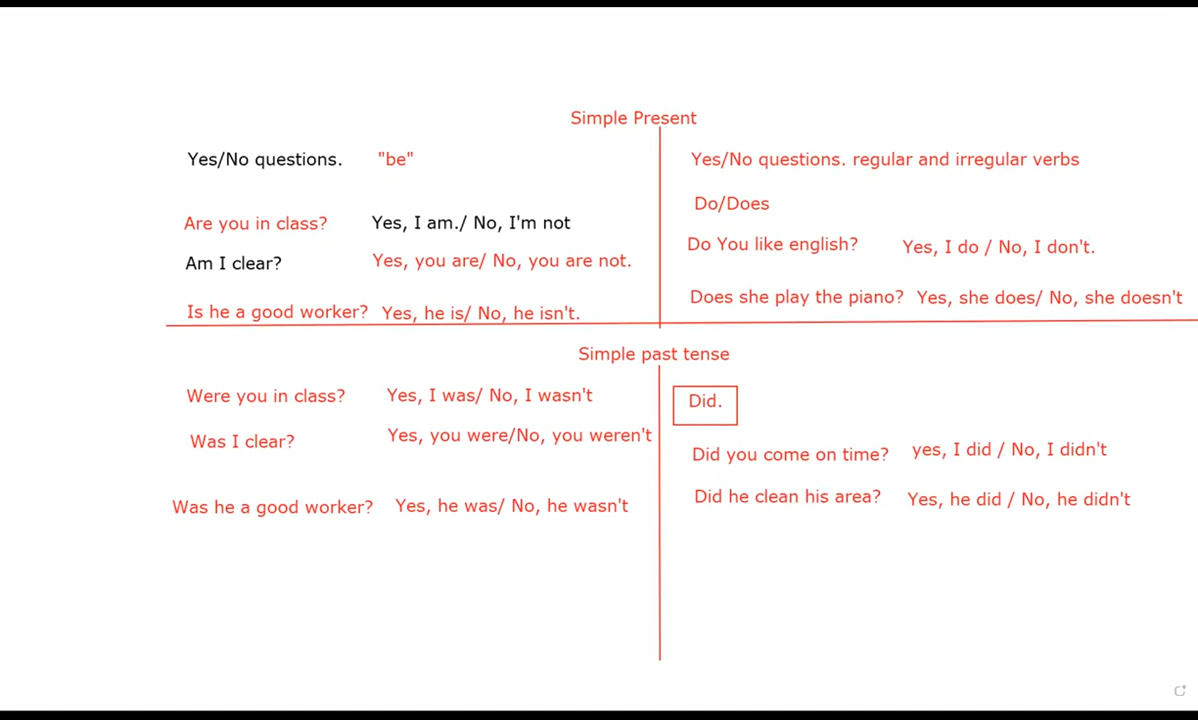 Simple Present
Yes/No questions. "be"
Are you in class? Yes, I am./ No, I'm not
Am I clear? Yes, you are/ No, you are not.
Is he a good worker? Yes, he is/ No, he isn't.
Yes/No questions. regular and irregular verbs
Do/Does
Do You like english? Yes, I do / No, I don't.
Does she play the piano? Yes, she does/ No, she doesn't
Simple past tense
Were you in class? Yes, I was/ No, I wasn't
Was I clear? Yes, you were/No, you weren't
Was he a good worker? Yes, he was/ No, he wasn't
Did.
Did you come on time? yes, I did / No, I didn't
Did he clean his area? Yes, he did / No, he didn't